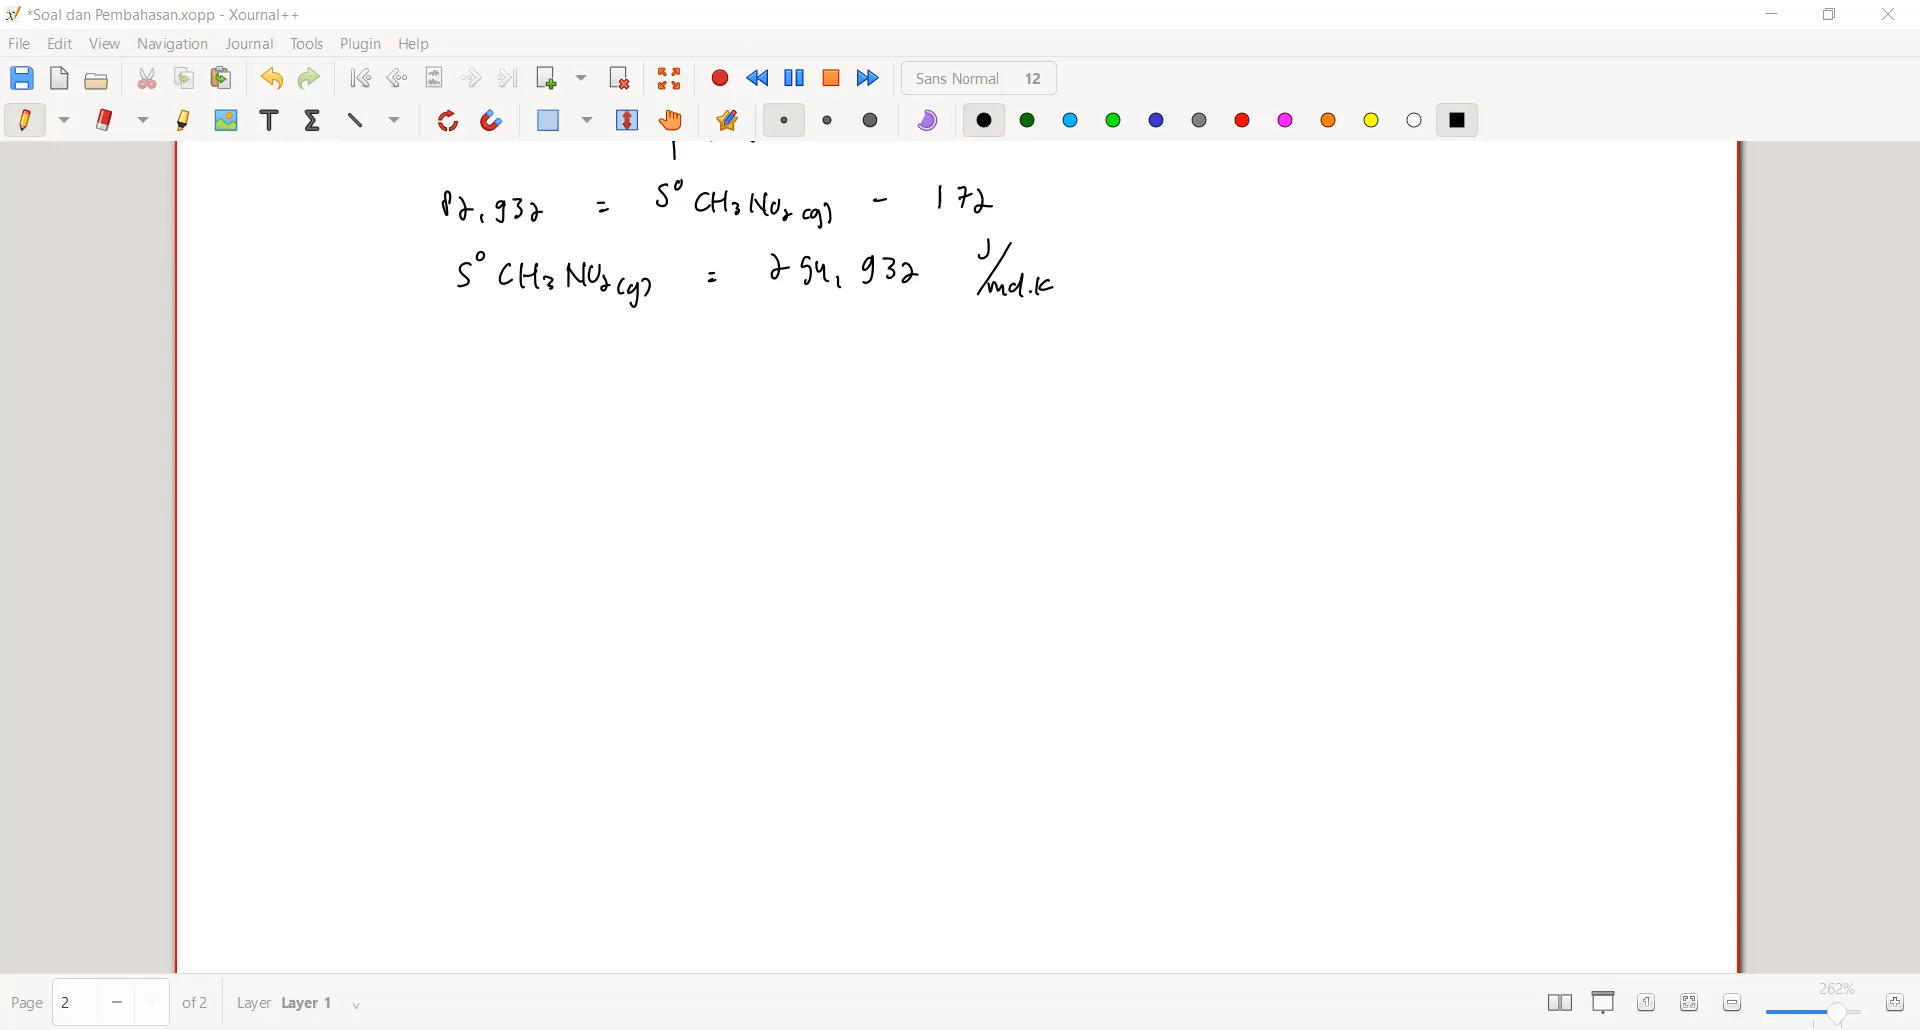 *Soal dan Pembahasan.xopp - Xournal++
File Edit View Navigation Journal Tools Plugin Help
Sans Normal 12
82,932 = S° CH3NO2 (g) - 172
S° CH3NO2 (g) = 254,932 J/mol.K
Page 2 of 2 Layer Layer 1 262%